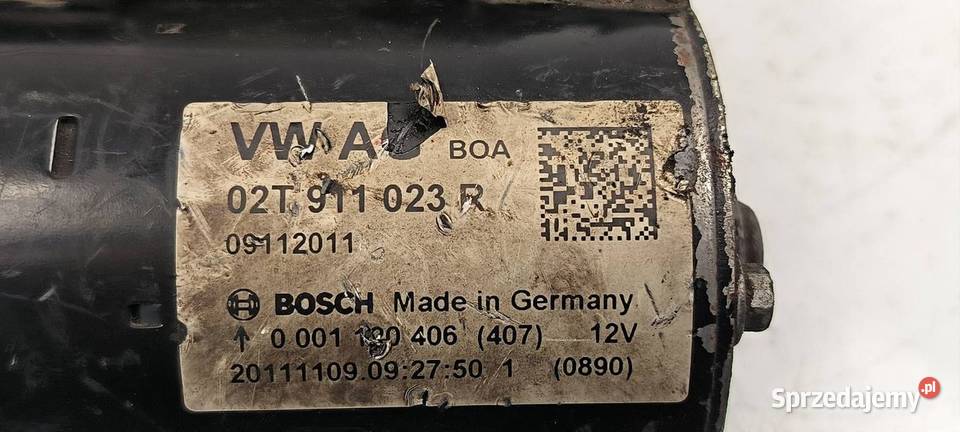 VW AG BOA
02T 911 023 R
09112011
BOSCH Made in Germany
↑ 0 001 120 406 (407) 12V
20111109.09:27:50 1 (0890)
Sprzedajemy.pl